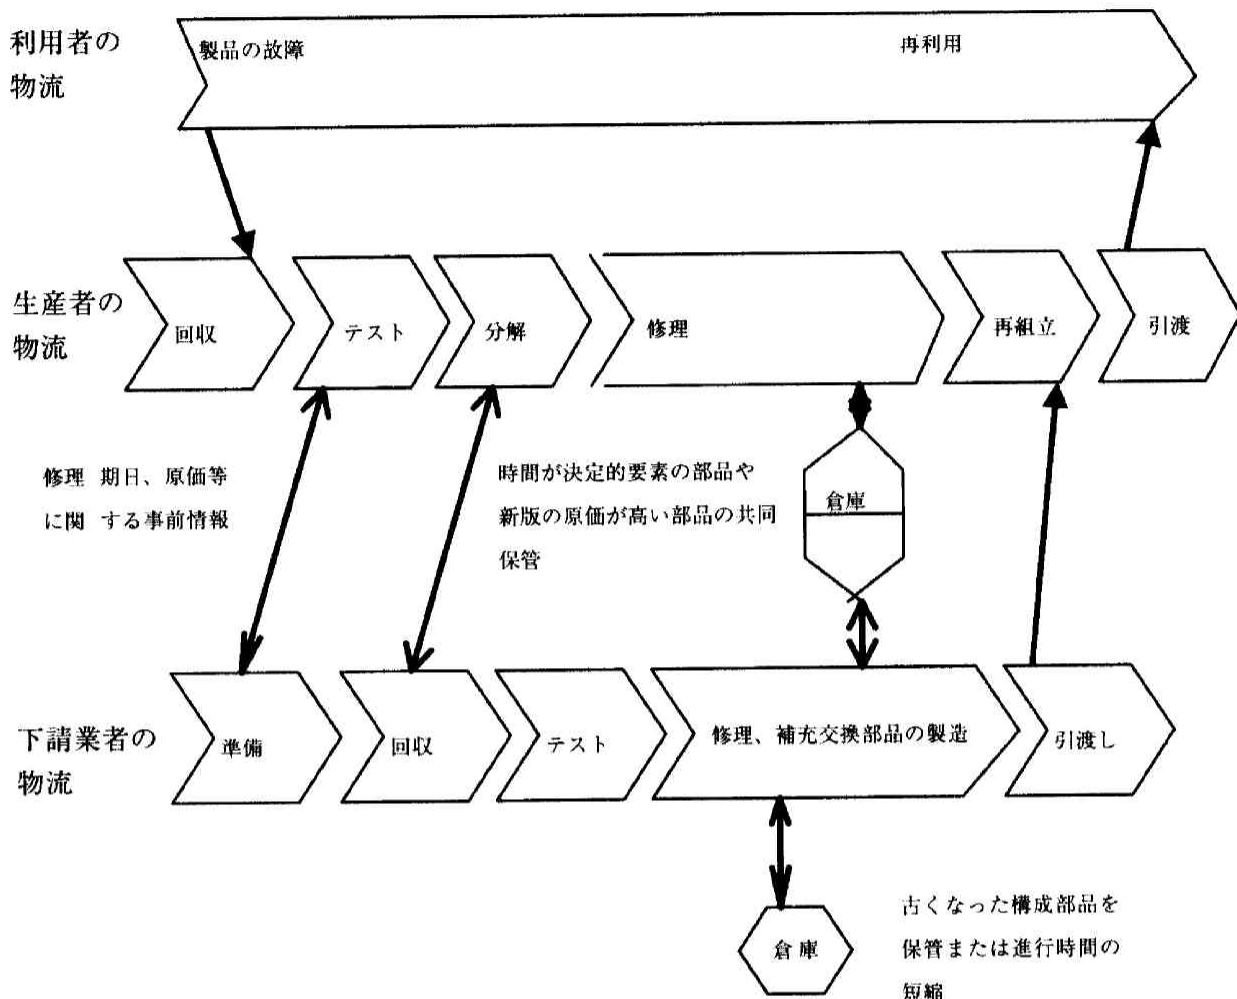 利用者の
物流
製品の故障
再利用
生産者の
物流
回収
テスト
分解
修理
再組立
引渡
修理 期日、原価等
に関 する事前情報
時間が決定的要素の部品や
新版の原価が高い部品の共同
保管
倉庫
下請業者の
物流
準備
回収
テスト
修理、補充交換部品の製造
引渡し
倉庫
古くなった構成部品を
保管または進行時間の
短縮